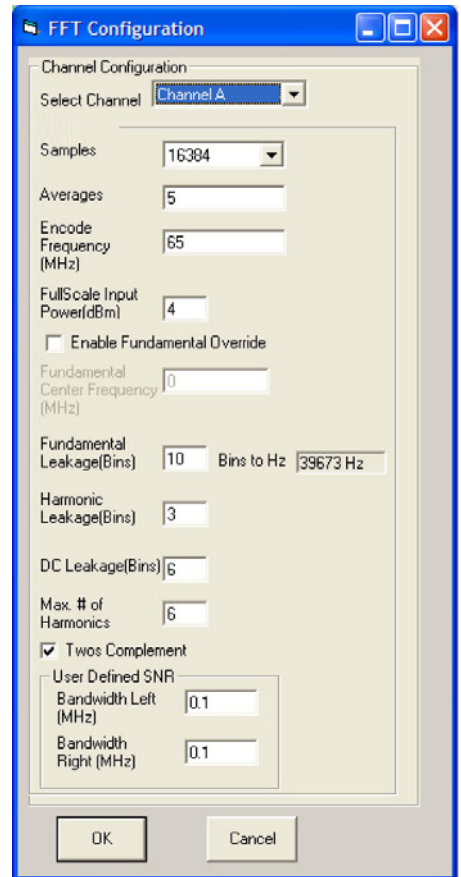 FFT Configuration
Channel Configuration
Select Channel Channel A
Samples 16384
Averages 5
Encode
Frequency
(MHz) 65
FullScale Input
Power(dBm) 4
Enable Fundamental Override
Fundamental
Center Frequency
(MHz) 0
Fundamental
Leakage(Bins) 10 Bins to Hz 39673 Hz
Harmonic
Leakage(Bins) 3
DC Leakage(Bins) 6
Max. # of
Harmonics 6
Twos Complement
User Defined SNR
Bandwidth Left
(MHz) 0.1
Bandwidth
Right (MHz) 0.1
OK Cancel